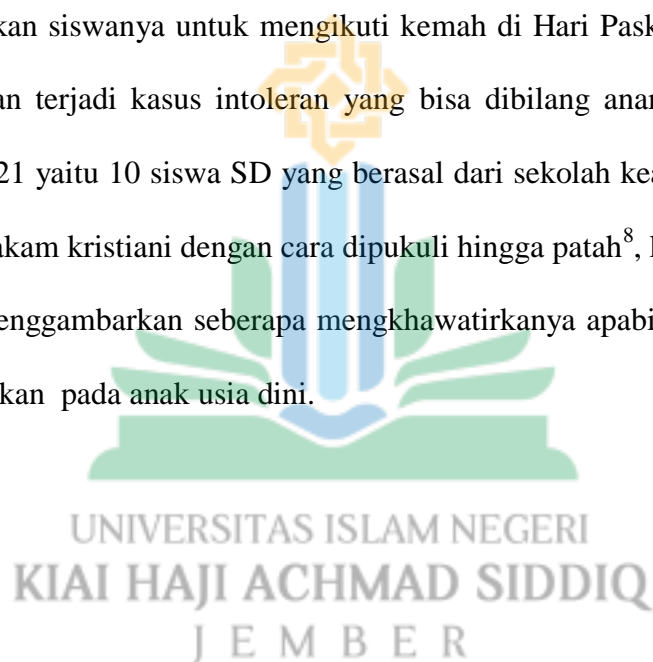 kan siswanya untuk mengikuti kemah di Hari Pask
an terjadi kasus intoleran yang bisa dibilang anar
21 yaitu 10 siswa SD yang berasal dari sekolah kea
akam kristiani dengan cara dipukuli hingga patah⁸,
enggambarkan seberapa mengkhawatirkanya apabi
kan pada anak usia dini.
UNIVERSITAS ISLAM NEGERI
KIAI HAJI ACHMAD SIDDIQ
JEMBER